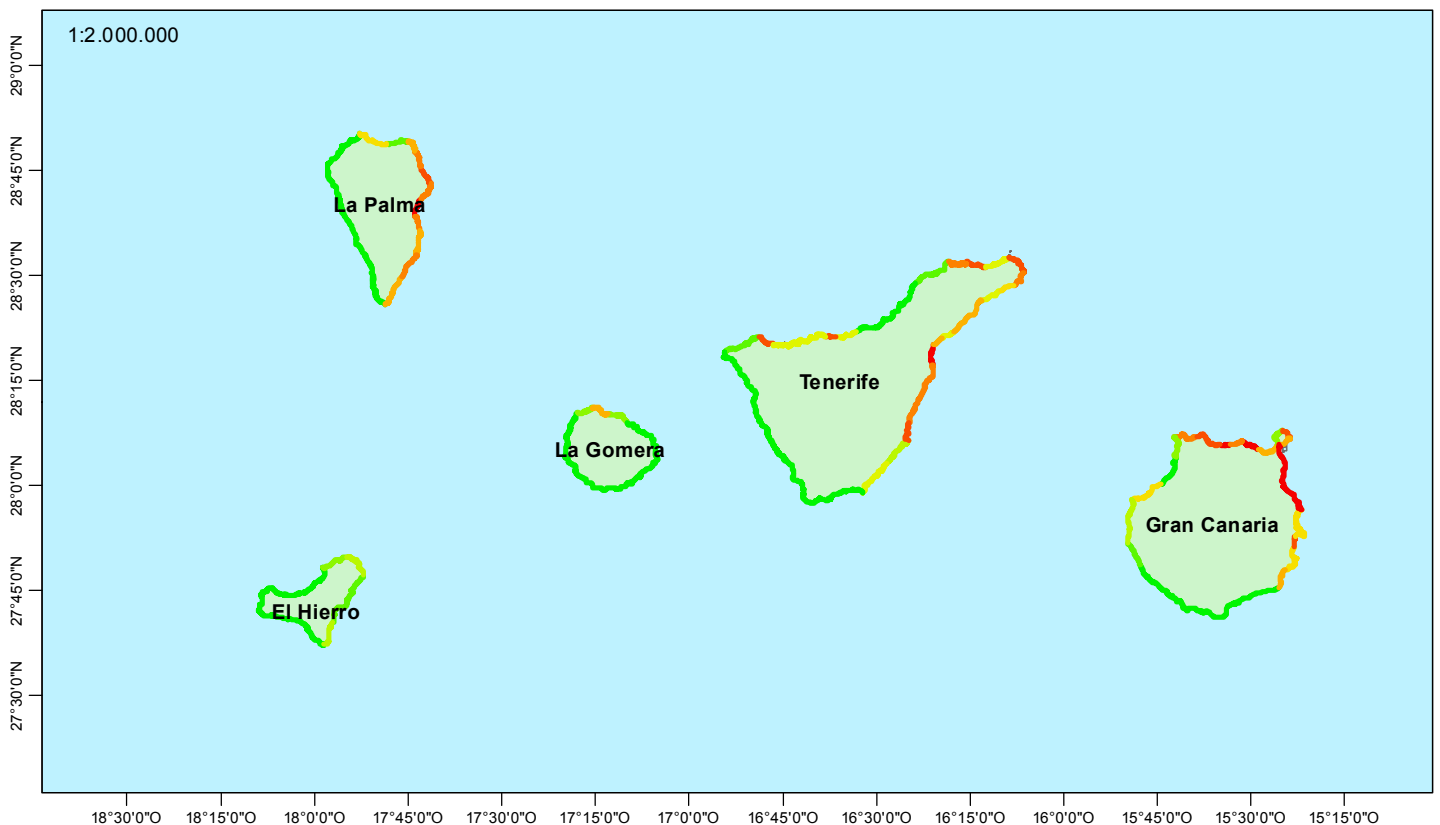 1:2.000.000
29°0'0"N
28°45'0"N
28°30'0"N
28°15'0"N
28°0'0"N
27°45'0"N
27°30'0"N
La Palma
Tenerife
La Gomera
Gran Canaria
El Hierro
18°30'0"O
18°15'0"O
18°0'0"O
17°45'0"O
17°30'0"O
17°15'0"O
17°0'0"O
16°45'0"O
16°30'0"O
16°15'0"O
16°0'0"O
15°45'0"O
15°30'0"O
15°15'0"O